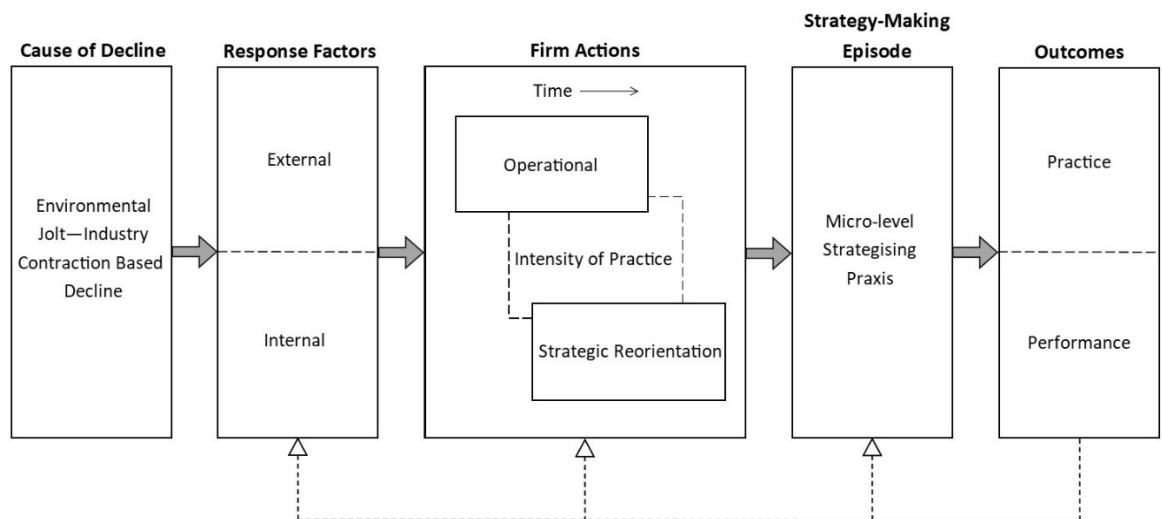 Cause of Decline
Environmental
Jolt—Industry
Contraction Based
Decline
Response Factors
External
Internal
Firm Actions
Time
Operational
Intensity of Practice
Strategic Reorientation
Strategy-Making
Episode
Micro-level
Strategising
Praxis
Outcomes
Practice
Performance